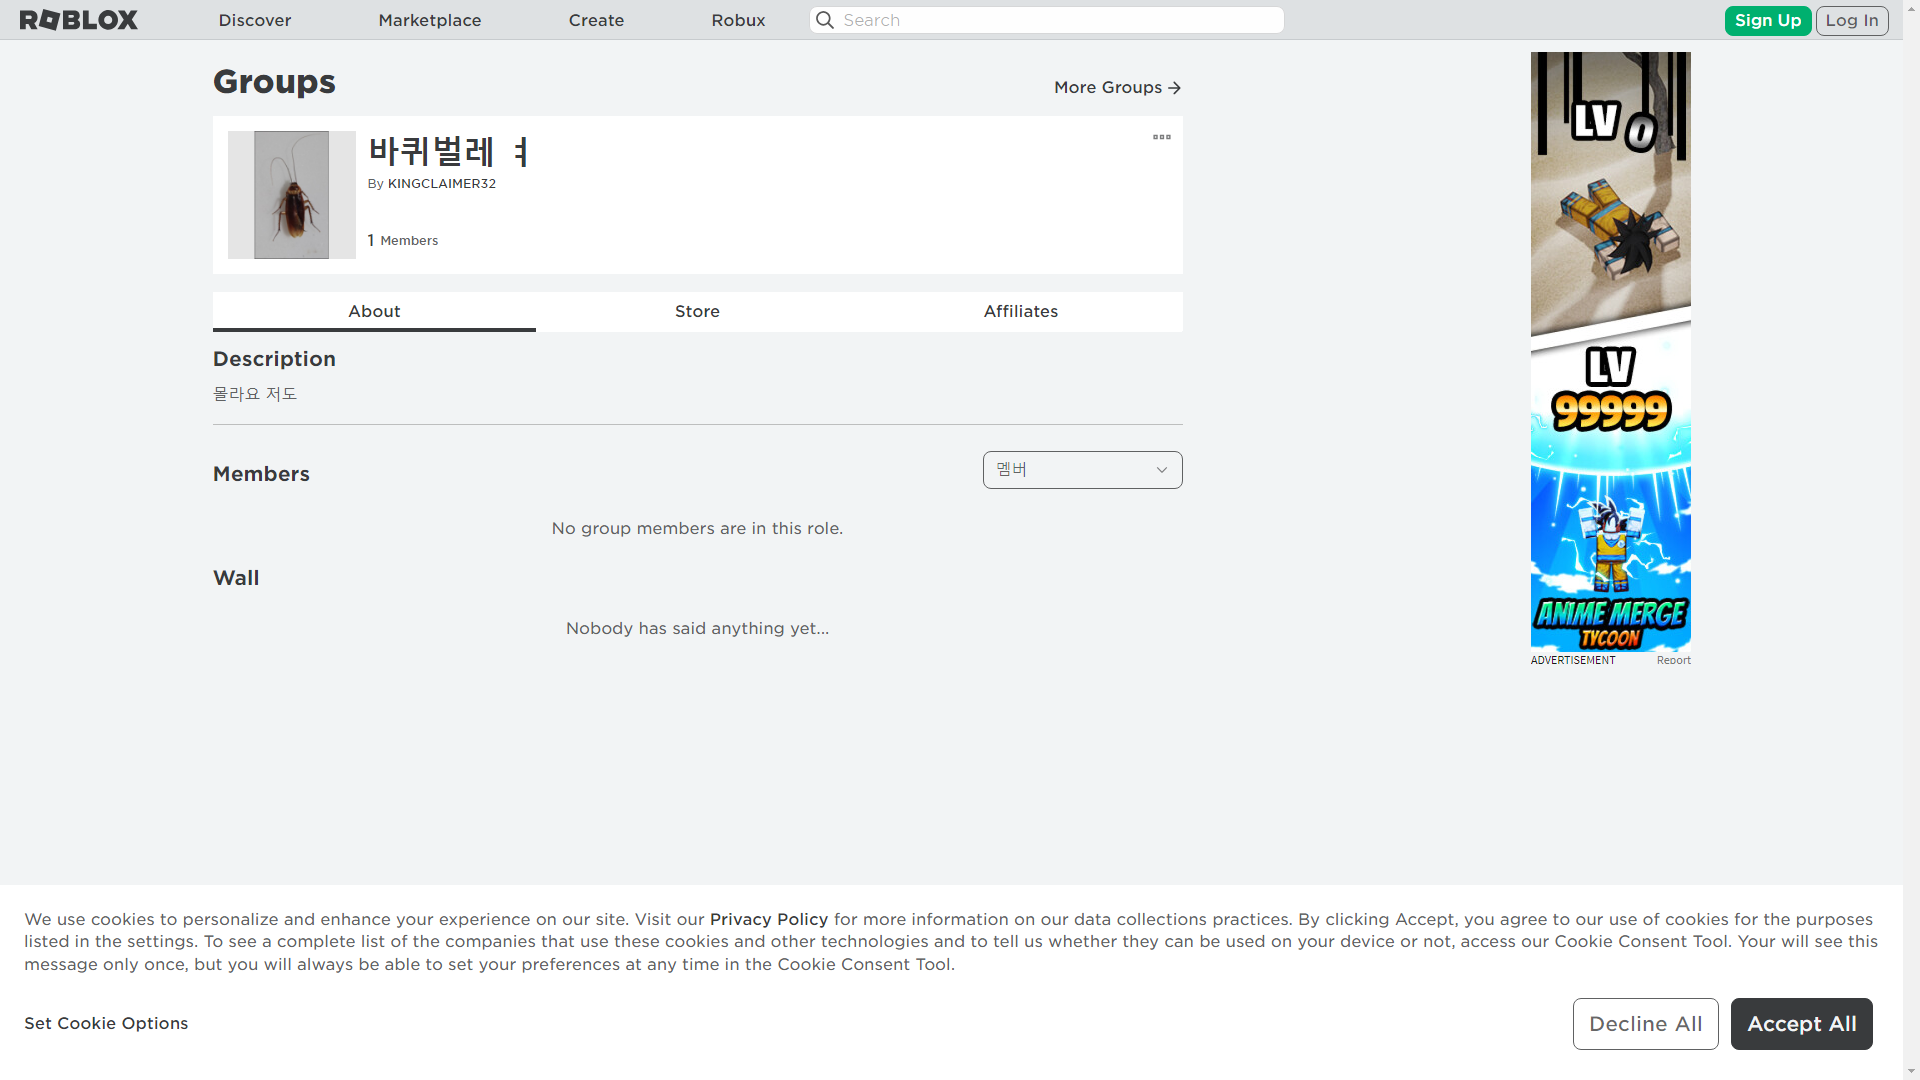 ROBLOX
Discover
Marketplace
Create
Robux
Search
Sign Up
Log In
Groups
More Groups
바퀴벌레 ㅕ
By KINGCLAIMER32
1 Members
About
Store
Affiliates
Description
몰라요 저도
Members
멤버
No group members are in this role.
Wall
Nobody has said anything yet...
LV 0
LV
99999
ANIME MERGE
TYCOON
ADVERTISEMENT
Report
We use cookies to personalize and enhance your experience on our site. Visit our Privacy Policy for more information on our data collections practices. By clicking Accept, you agree to our use of cookies for the purposes
listed in the settings. To see a complete list of the companies that use these cookies and other technologies and to tell us whether they can be used on your device or not, access our Cookie Consent Tool. Your will see this
message only once, but you will always be able to set your preferences at any time in the Cookie Consent Tool.
Set Cookie Options
Decline All
Accept All